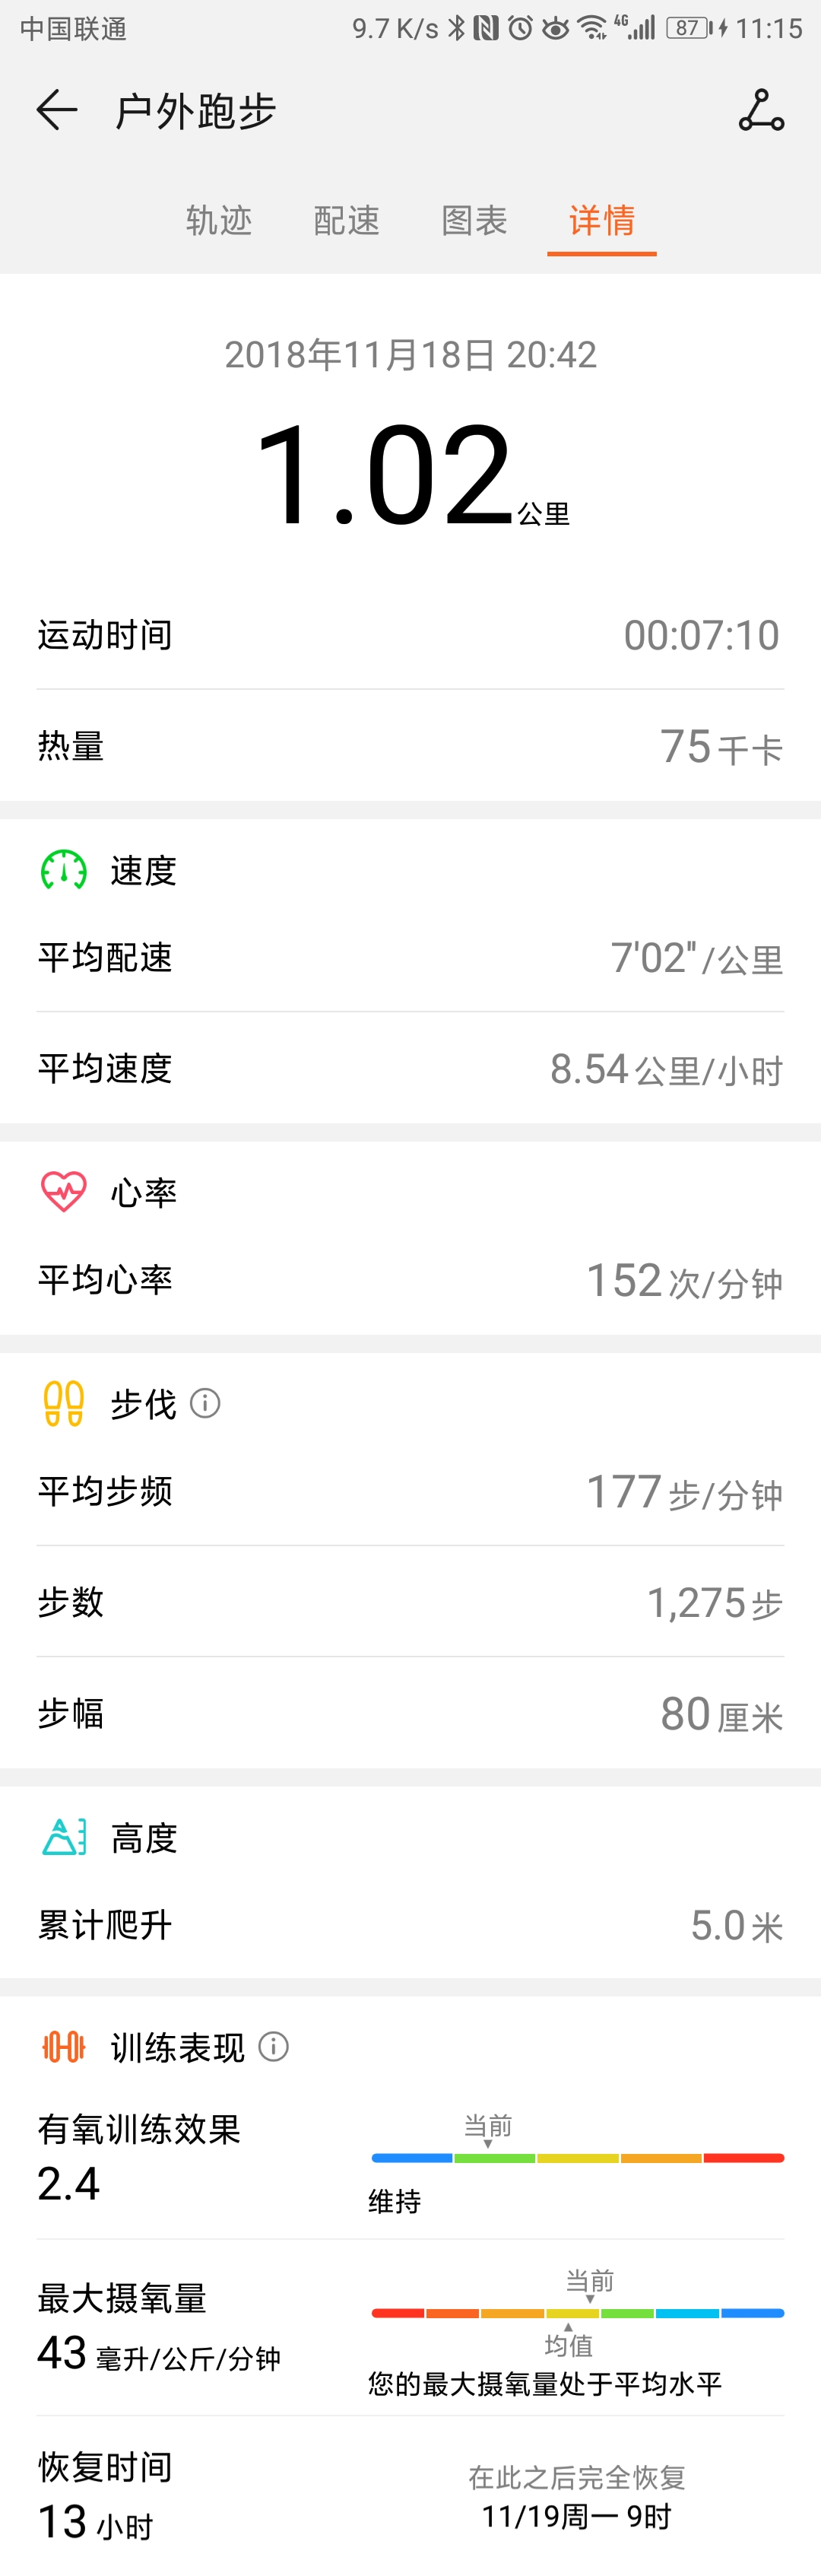 中国联通 9.7 K/s 4G 87 11:15
户外跑步
轨迹 配速 图表 详情
2018年11月18日 20:42
1.02公里
运动时间 00:07:10
热量 75千卡
速度
平均配速 7'02"/公里
平均速度 8.54公里/小时
心率
平均心率 152次/分钟
步伐
平均步频 177步/分钟
步数 1,275步
步幅 80厘米
高度
累计爬升 5.0米
训练表现
有氧训练效果 当前
2.4 维持
最大摄氧量 当前
43 毫升/公斤/分钟 均值
您的最大摄氧量处于平均水平
恢复时间 在此之后完全恢复
13 小时 11/19周一 9时